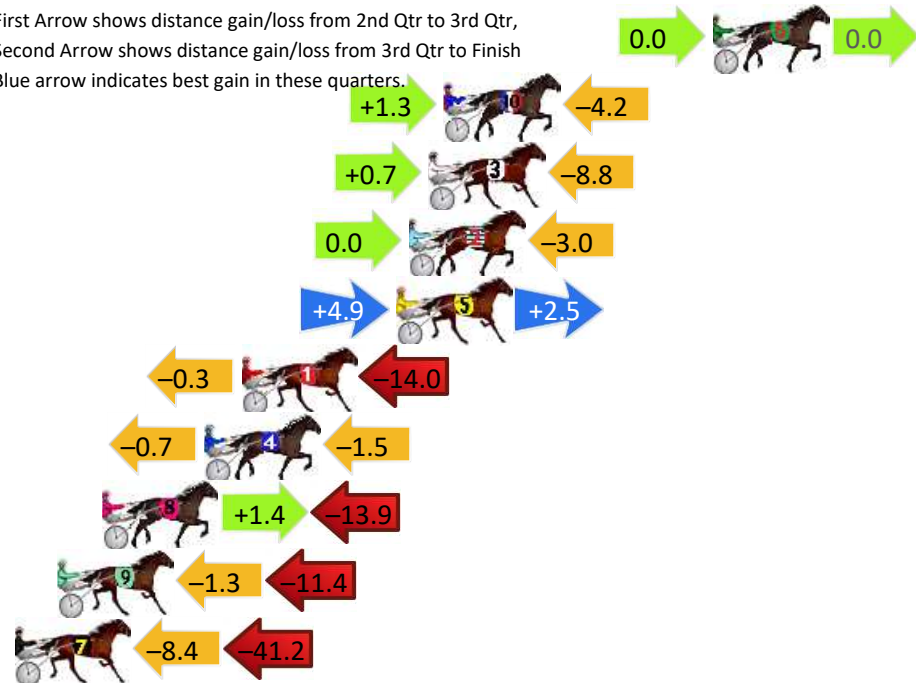 First Arrow shows distance gain/loss from 2nd Qtr to 3rd Qtr,
Second Arrow shows distance gain/loss from 3rd Qtr to Finish
Blue arrow indicates best gain in these quarters.
0.0 6 0.0
+1.3 10 –4.2
+0.7 3 –8.8
0.0 2 –3.0
+4.9 5 +2.5
–0.3 1 –14.0
–0.7 4 –1.5
8 +1.4 –13.9
9 –1.3 –11.4
7 –8.4 –41.2